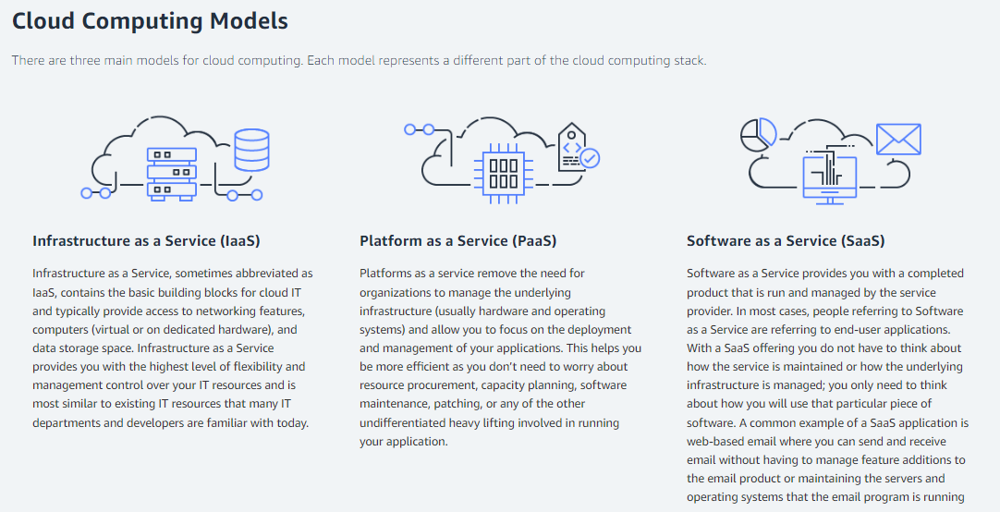 Cloud Computing Models
There are three main models for cloud computing. Each model represents a different part of the cloud computing stack.
Infrastructure as a Service (IaaS)
Infrastructure as a Service, sometimes abbreviated as
IaaS, contains the basic building blocks for cloud IT
and typically provide access to networking features,
computers (virtual or on dedicated hardware), and
data storage space. Infrastructure as a Service
provides you with the highest level of flexibility and
management control over your IT resources and is
most similar to existing IT resources that many IT
departments and developers are familiar with today.
Platform as a Service (PaaS)
Platforms as a service remove the need for
organizations to manage the underlying
infrastructure (usually hardware and operating
systems) and allow you to focus on the deployment
and management of your applications. This helps you
be more efficient as you don’t need to worry about
resource procurement, capacity planning, software
maintenance, patching, or any of the other
undifferentiated heavy lifting involved in running
your application.
Software as a Service (SaaS)
Software as a Service provides you with a completed
product that is run and managed by the service
provider. In most cases, people referring to Software
as a Service are referring to end-user applications.
With a SaaS offering you do not have to think about
how the service is maintained or how the underlying
infrastructure is managed; you only need to think
about how you will use that particular piece of
software. A common example of a SaaS application is
web-based email where you can send and receive
email without having to manage feature additions to
the email product or maintaining the servers and
operating systems that the email program is running